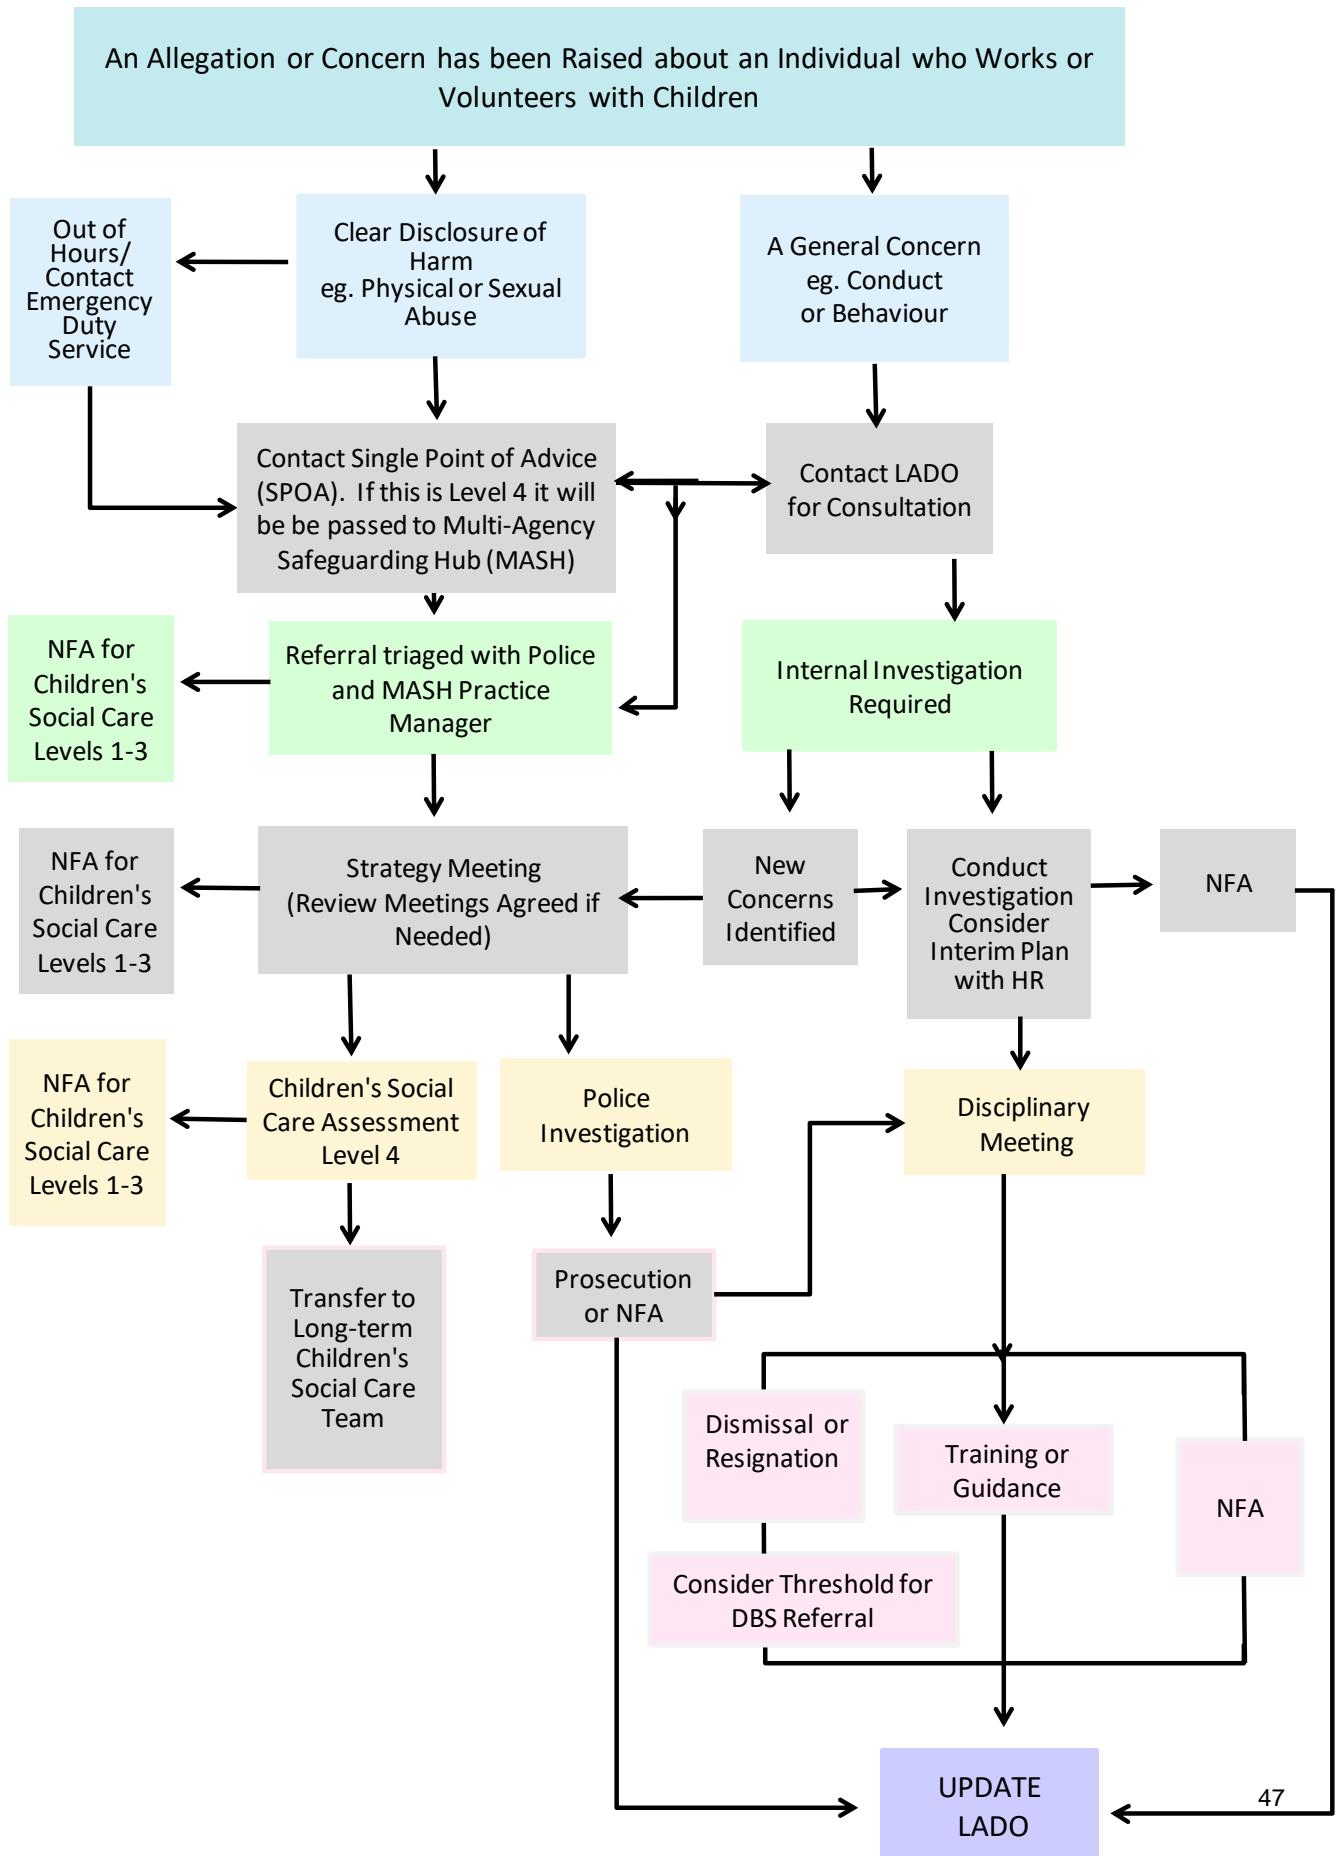 An Allegation or Concern has been Raised about an Individual who Works or
Volunteers with Children
Out of
Hours/
Contact
Emergency
Duty
Service
Clear Disclosure of
Harm
eg. Physical or Sexual
Abuse
A General Concern
eg. Conduct
or Behaviour
Contact Single Point of Advice
(SPOA). If this is Level 4 it will
be be passed to Multi-Agency
Safeguarding Hub (MASH)
Contact LADO
for Consultation
NFA for
Children's
Social Care
Levels 1-3
Referral triaged with Police
and MASH Practice
Manager
Internal Investigation
Required
NFA for
Children's
Social Care
Levels 1-3
Strategy Meeting
(Review Meetings Agreed if
Needed)
New
Concerns
Identified
Conduct
Investigation
Consider
Interim Plan
with HR
NFA
NFA for
Children's
Social Care
Levels 1-3
Children's Social
Care Assessment
Level 4
Police
Investigation
Disciplinary
Meeting
Transfer to
Long-term
Children's
Social Care
Team
Prosecution
or NFA
Dismissal or
Resignation
Training or
Guidance
NFA
Consider Threshold for
DBS Referral
UPDATE
LADO
47